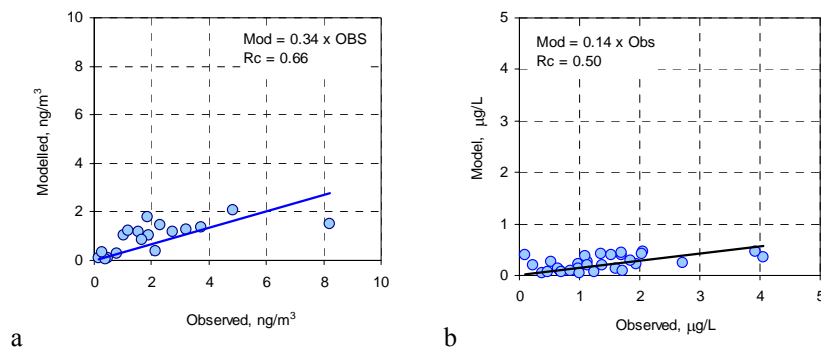 10
8
6
4
2
0
Modelled, ng/m³
Mod = 0.34 x OBS
Rc = 0.66
0 2 4 6 8 10
Observed, ng/m³
a
5
4
3
2
1
0
Model, μg/L
Mod = 0.14 x Obs
Rc = 0.50
0 1 2 3 4 5
Observed, μg/L
b